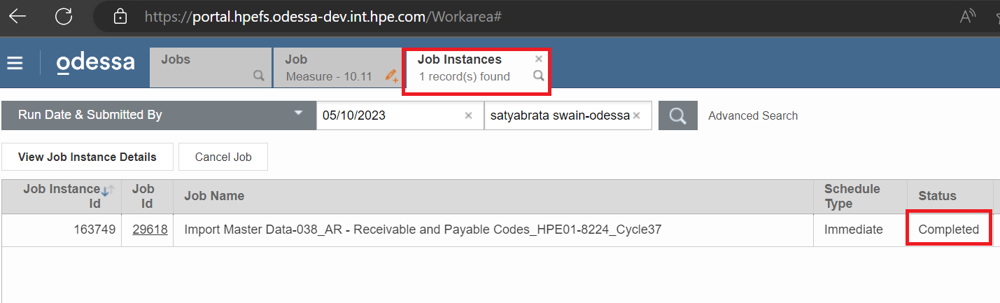 https://portal.hpefs.odessa-dev.int.hpe.com/Workarea#
odessa
Jobs
Job
Measure - 10.11
Job Instances
1 record(s) found
Run Date & Submitted By
05/10/2023
satyabrata swain-odessa
Advanced Search
View Job Instance Details
Cancel Job
Job Instance Id
Job Id
Job Name
Schedule Type
Status
163749
29618
Import Master Data-038_AR - Receivable and Payable Codes_HPE01-8224_Cycle37
Immediate
Completed